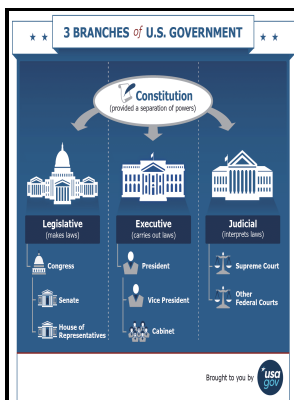 3 BRANCHES of U.S. GOVERNMENT
Constitution
(provided a separation of powers)
Legislative
(makes laws)
Congress
Senate
House of
Representatives
Executive
(carries out laws)
President
Vice President
Cabinet
Judicial
(interprets laws)
Supreme Court
Other
Federal Courts
Brought to you by
usa
gov